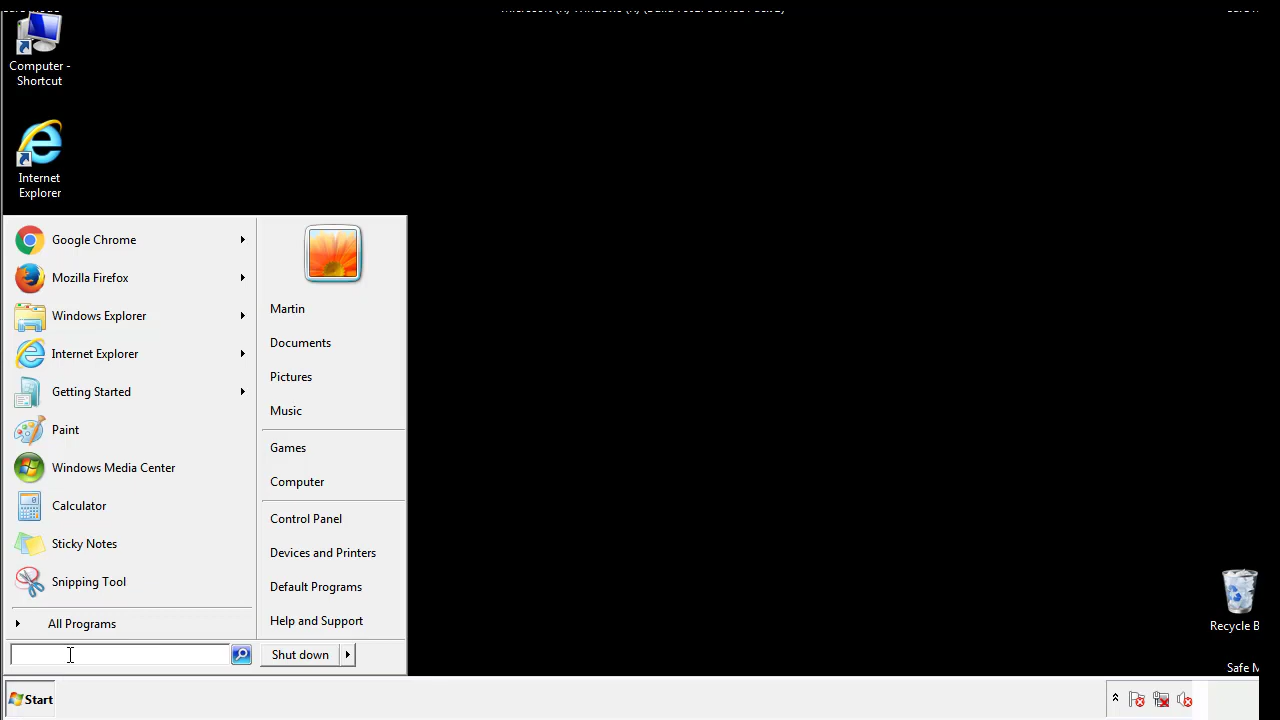 Computer -
Shortcut
Internet
Explorer
Google Chrome
Mozilla Firefox
Windows Explorer
Internet Explorer
Getting Started
Paint
Windows Media Center
Calculator
Sticky Notes
Snipping Tool
All Programs
Martin
Documents
Pictures
Music
Games
Computer
Control Panel
Devices and Printers
Default Programs
Help and Support
Shut down
Recycle B
Safe M
Start